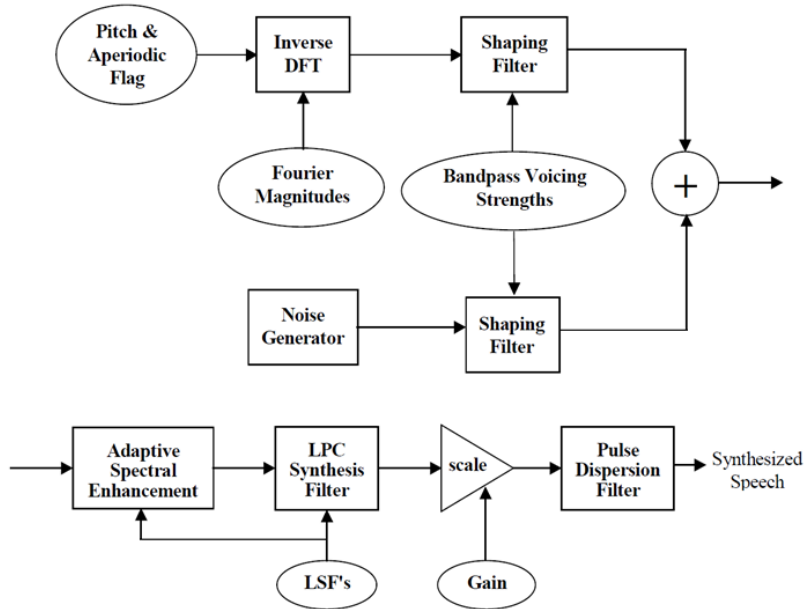 Pitch &
Aperiodic
Flag
Inverse
DFT
Shaping
Filter
Fourier
Magnitudes
Bandpass Voicing
Strengths
+
Noise
Generator
Shaping
Filter
Adaptive
Spectral
Enhancement
LPC
Synthesis
Filter
scale
Pulse
Dispersion
Filter
Synthesized
Speech
LSF's
Gain